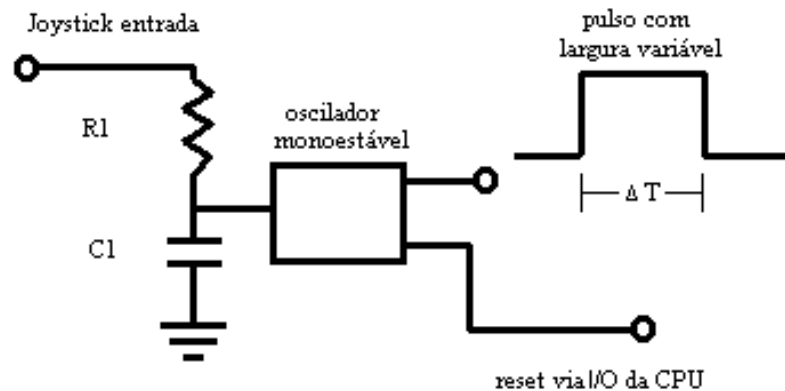 Joystick entrada
pulso com
largura variável
R1
oscilador
monoestável
Δ T
C1
reset via I/O da CPU